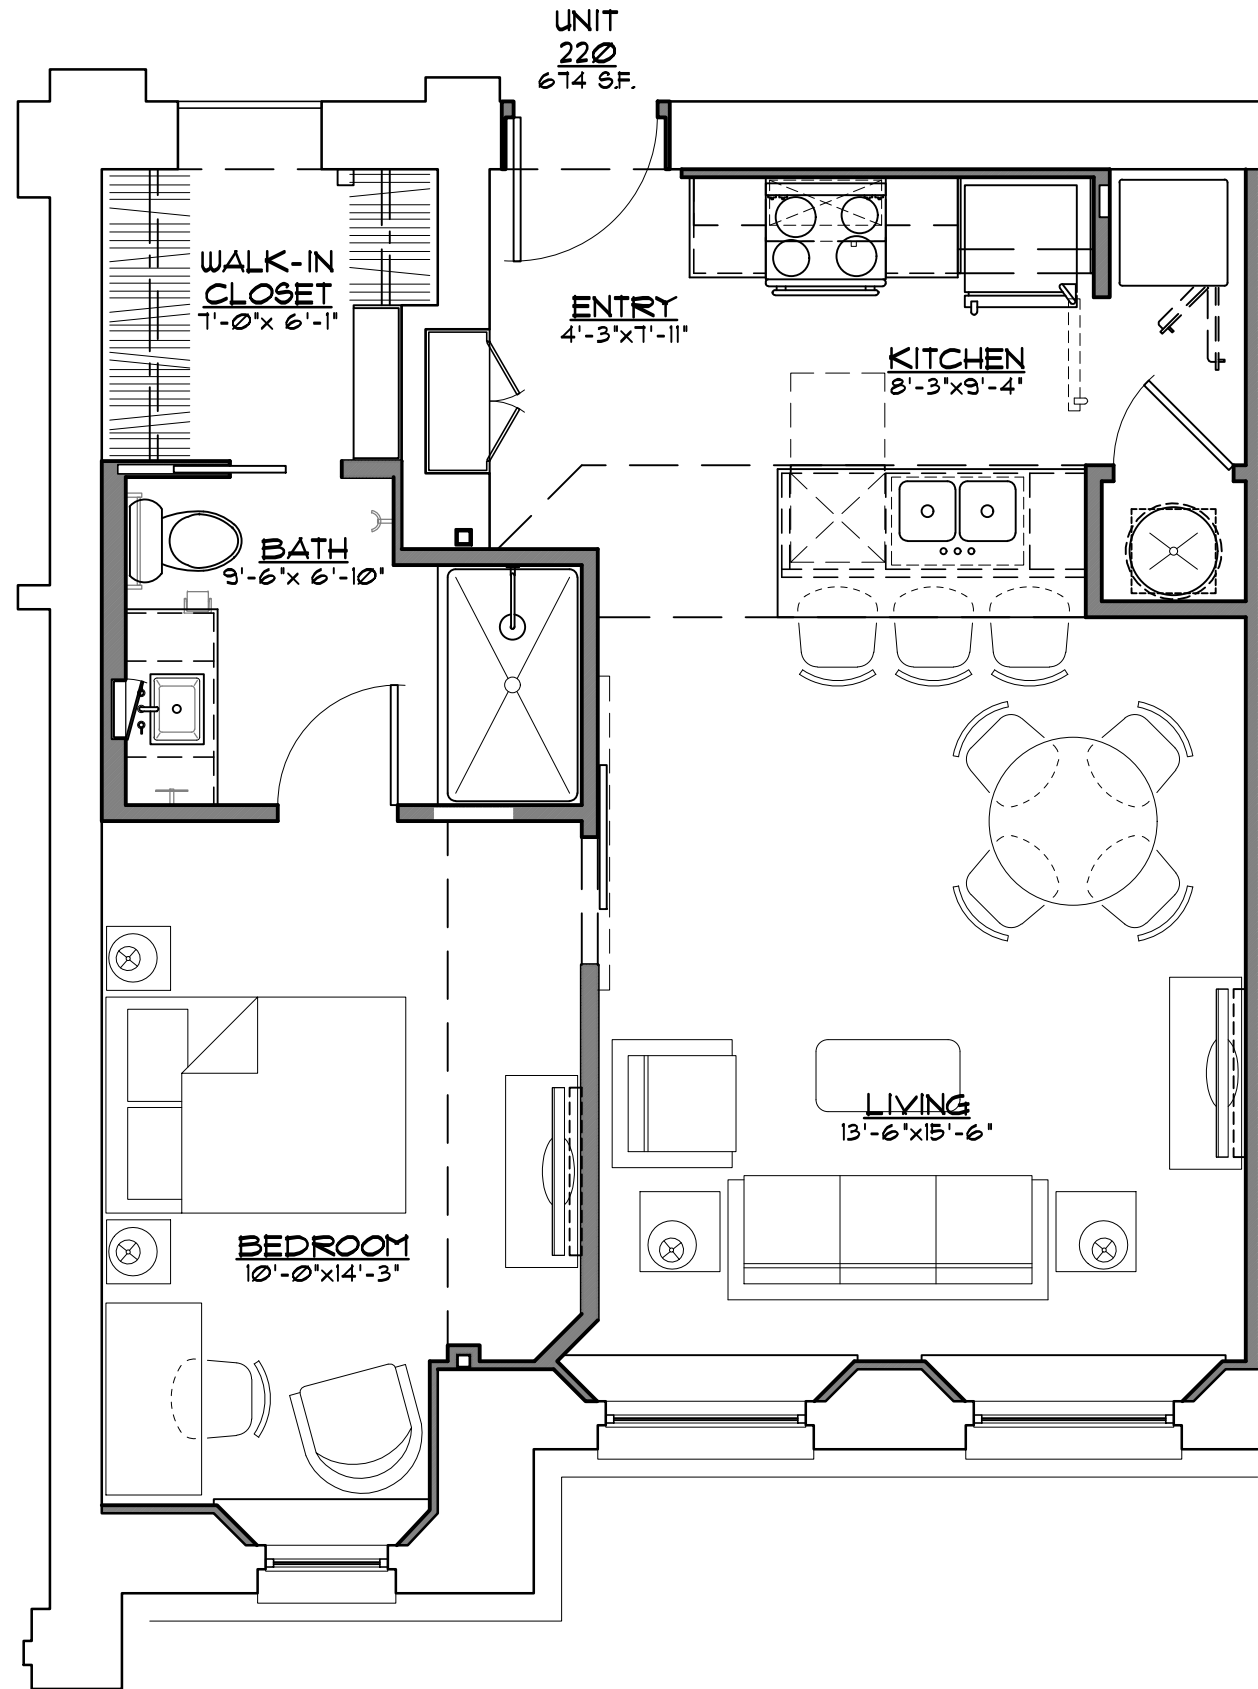 UNIT
220
674 S.F.
WALK-IN
CLOSET
7'-0"x 6'-1"
ENTRY
4'-3"x7'-11"
KITCHEN
8'-3"x9'-4"
BATH
9'-6"x 6'-10"
LIVING
13'-6"x15'-6"
BEDROOM
10'-0"x14'-3"